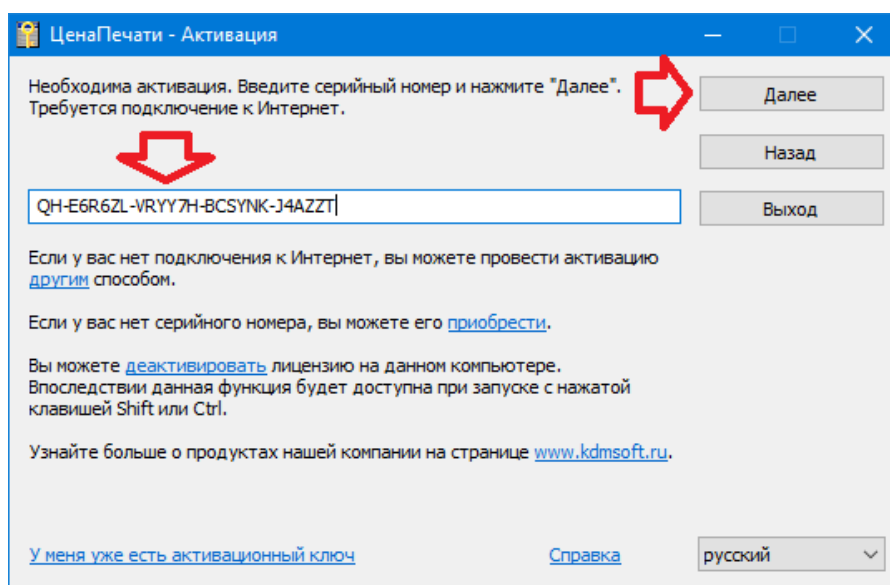 ЦенаПечати - Активация
Необходима активация. Введите серийный номер и нажмите "Далее".
Требуется подключение к Интернет.
Далее
Назад
QH-E6R6ZL-VRYY7H-BCSYNK-J4AZZT
Выход
Если у вас нет подключения к Интернет, вы можете провести активацию
другим способом.
Если у вас нет серийного номера, вы можете его приобрести.
Вы можете деактивировать лицензию на данном компьютере.
Впоследствии данная функция будет доступна при запуске с нажатой
клавишей Shift или Ctrl.
Узнайте больше о продуктах нашей компании на странице www.kdmsoft.ru.
У меня уже есть активационный ключ
Справка
русский